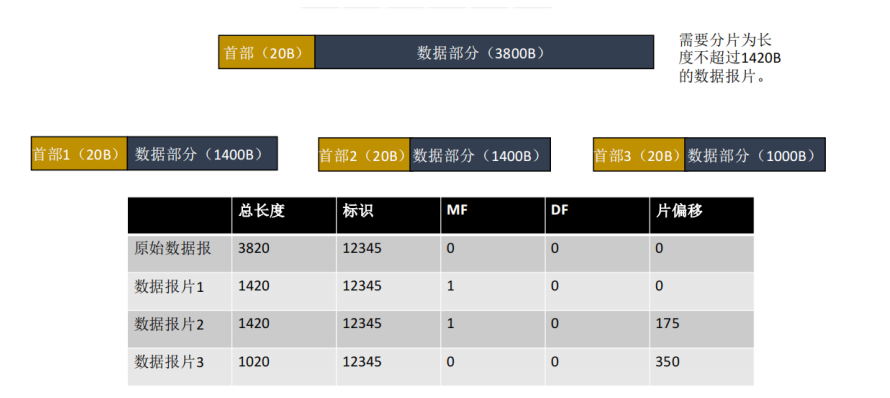 首部（20B）
数据部分（3800B）
需要分片为长
度不超过1420B
的数据报片。
首部1（20B）
数据部分（1400B）
首部2（20B）
数据部分（1400B）
首部3（20B）
数据部分（1000B）
总长度 标识 MF DF 片偏移
原始数据报 3820 12345 0 0 0
数据报片1 1420 12345 1 0 0
数据报片2 1420 12345 1 0 175
数据报片3 1020 12345 0 0 350